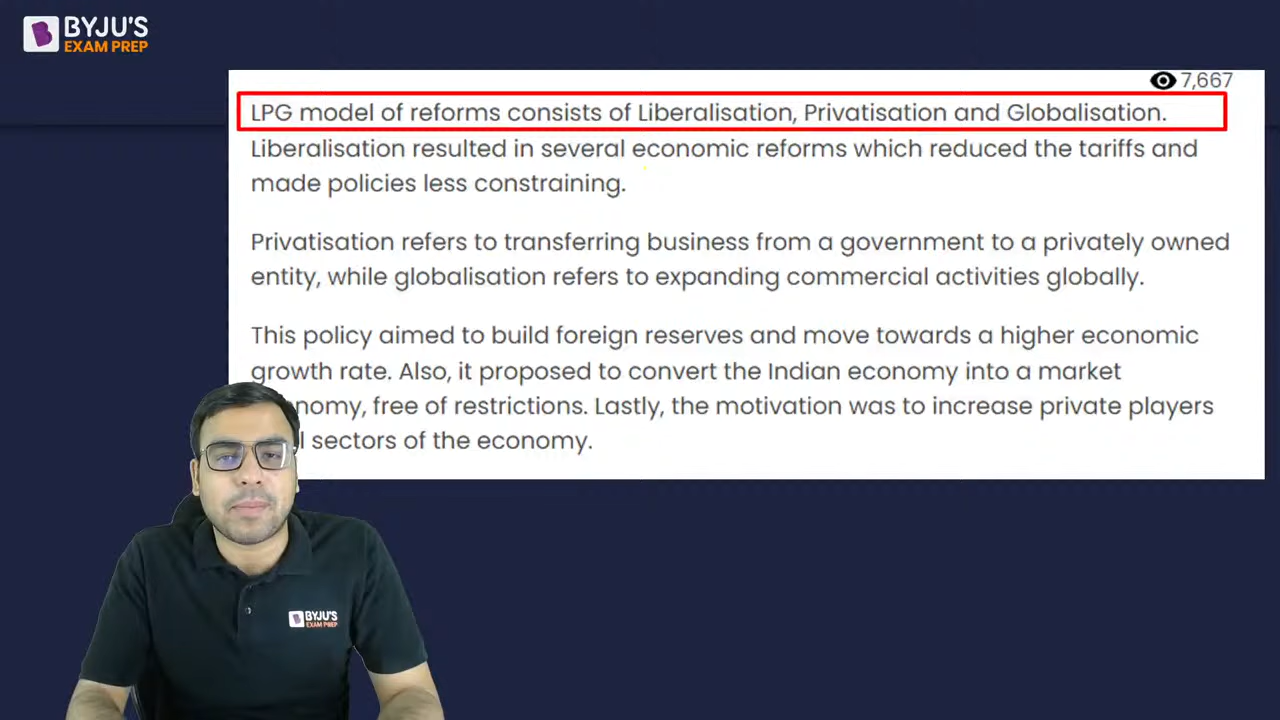 BYJU'S
EXAM PREP
7,667
LPG model of reforms consists of Liberalisation, Privatisation and Globalisation.
Liberalisation resulted in several economic reforms which reduced the tariffs and
made policies less constraining.
Privatisation refers to transferring business from a government to a privately owned
entity, while globalisation refers to expanding commercial activities globally.
This policy aimed to build foreign reserves and move towards a higher economic
growth rate. Also, it proposed to convert the Indian economy into a market
free of restrictions. Lastly, the motivation was to increase private players
sectors of the economy.
BYJU'S
EXAM PREP